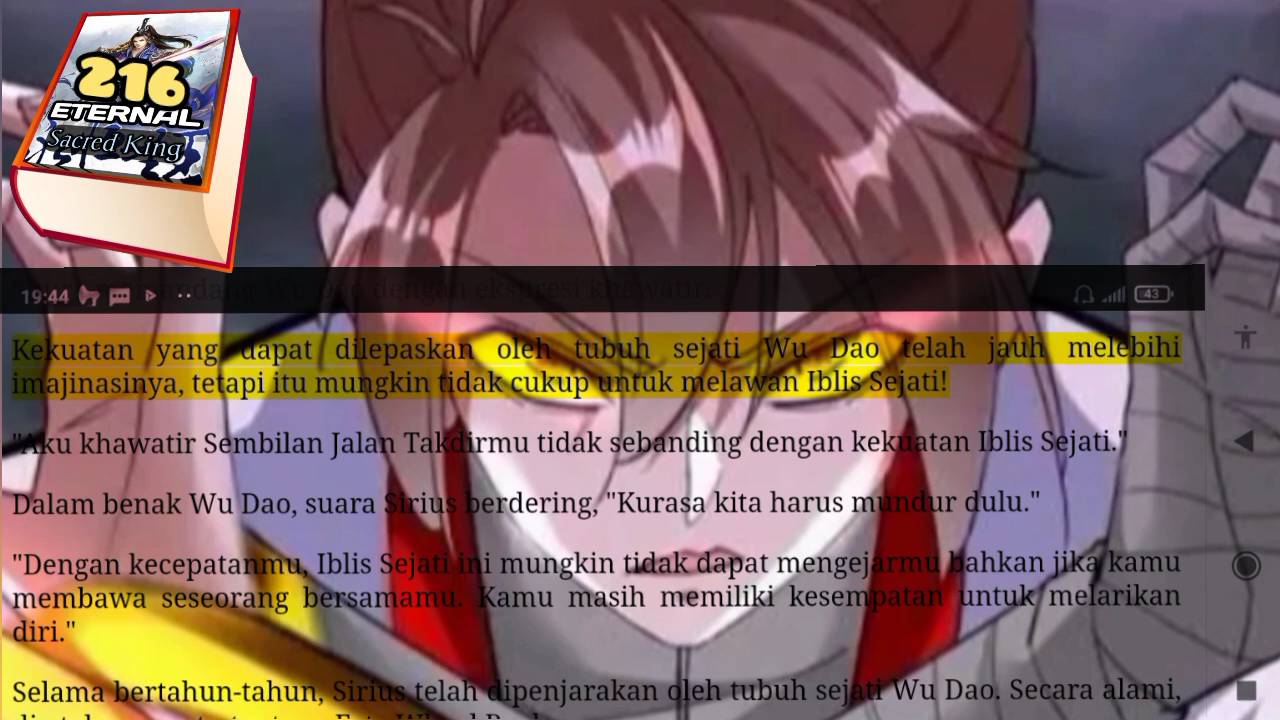 216
ETERNAL
Sacred King
dengan ekspresi khawatir.
19:44
43
Kekuatan yang dapat dilepaskan oleh tubuh sejati Wu Dao telah jauh melebihi
imajinasinya, tetapi itu mungkin tidak cukup untuk melawan Iblis Sejati!
"Aku khawatir Sembilan Jalan Takdirmu tidak sebanding dengan kekuatan Iblis Sejati."
Dalam benak Wu Dao, suara Sirius berdering, "Kurasa kita harus mundur dulu."
"Dengan kecepatanmu, Iblis Sejati ini mungkin tidak dapat mengejarmu bahkan jika kamu
membawa seseorang bersamamu. Kamu masih memiliki kesempatan untuk melarikan
diri."
Selama bertahun-tahun, Sirius telah dipenjarakan oleh tubuh sejati Wu Dao. Secara alami,